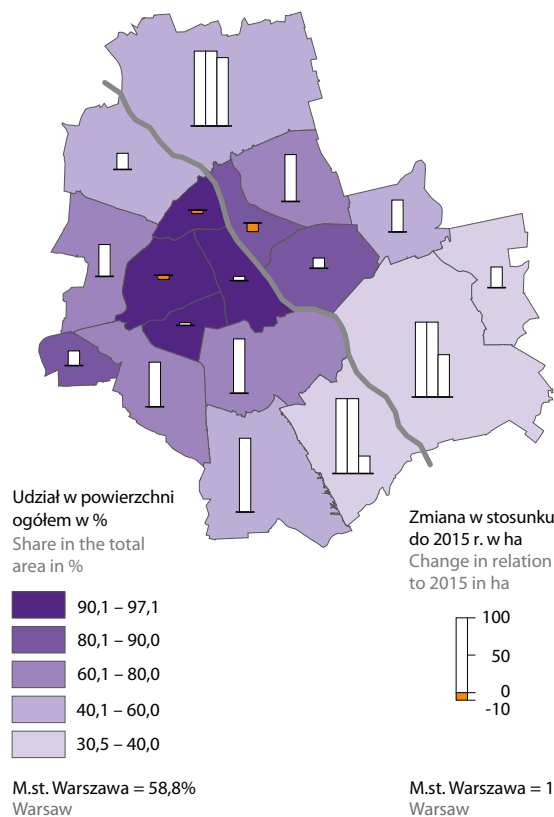 Udział w powierzchni
ogółem w %
Share in the total
area in %
90,1 – 97,1
80,1 – 90,0
60,1 – 80,0
40,1 – 60,0
30,5 – 40,0
M.st. Warszawa = 58,8%
Warsaw
Zmiana w stosunku
do 2015 r. w ha
Change in relation
to 2015 in ha
100
50
0
-10
M.st. Warszawa = 1
Warsaw